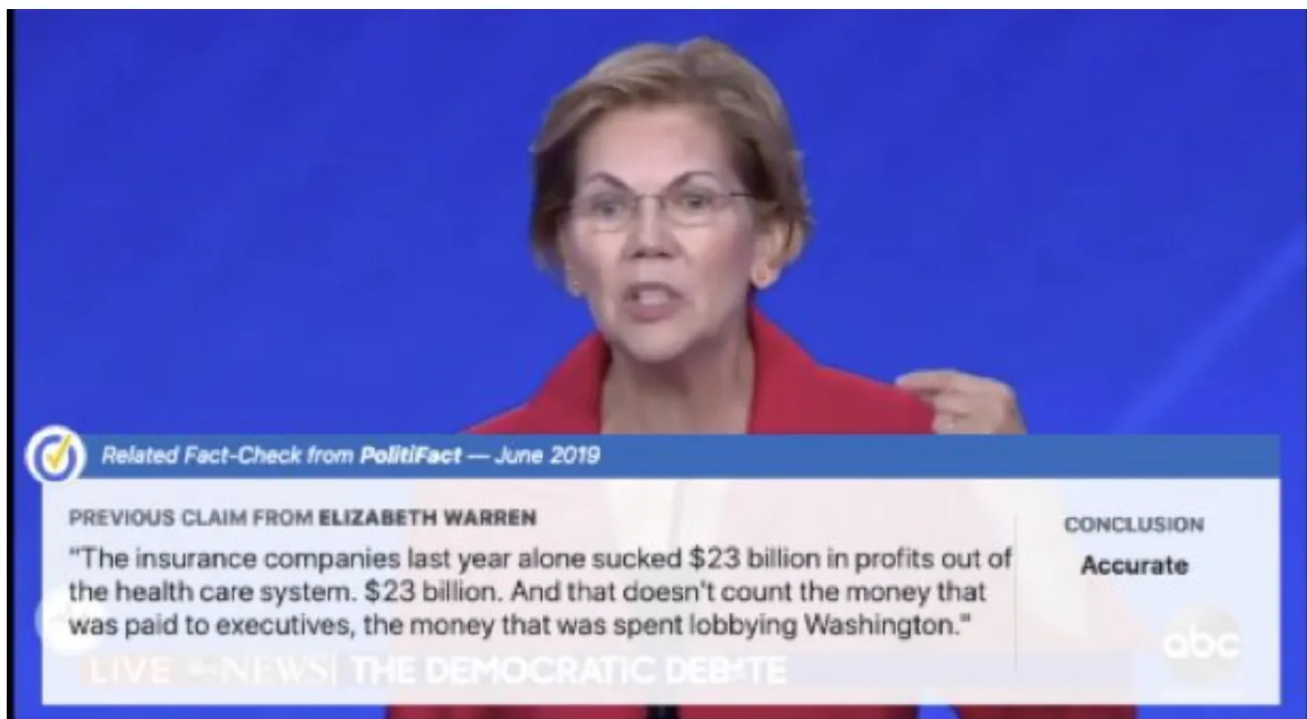 Related Fact-Check from PolitiFact — June 2019
PREVIOUS CLAIM FROM ELIZABETH WARREN
"The insurance companies last year alone sucked $23 billion in profits out of
the health care system. $23 billion. And that doesn't count the money that
was paid to executives, the money that was spent lobbying Washington."
CONCLUSION
Accurate
abc
LIVE NEWS THE DEMOCRATIC DEBATE